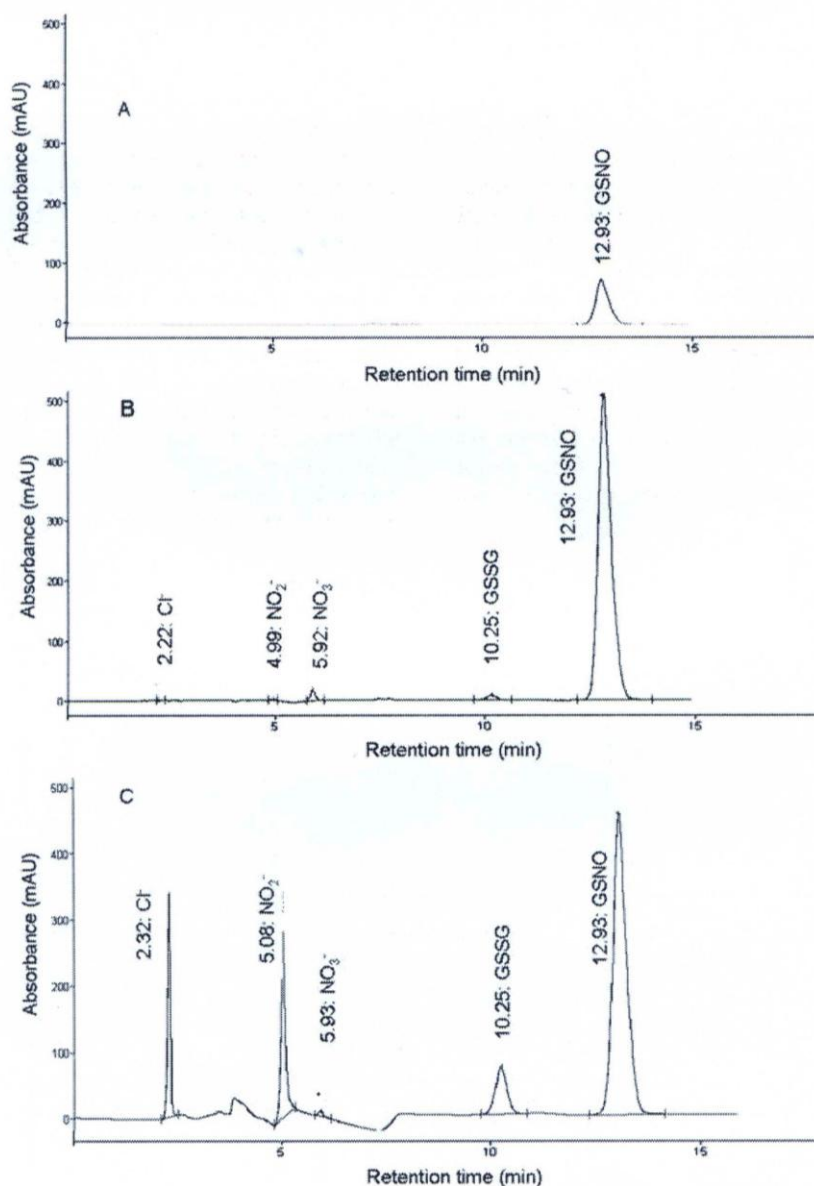 500
400
A
300
200
100
0
Absorbance (mAU)
12.93: GSNO
5
10
15
Retention time (min)
500
B
400
300
200
100
0
Absorbance (mAU)
2.22: Cl⁻
4.99: NO₂⁻
5.92: NO₃⁻
10.25: GSSG
12.93: GSNO
5
10
15
Retention time (min)
500
C
400
300
200
100
0
Absorbance (mAU)
2.32: Cl⁻
5.08: NO₂⁻
5.93: NO₃⁻
10.25: GSSG
12.93: GSNO
5
10
15
Retention time (min)